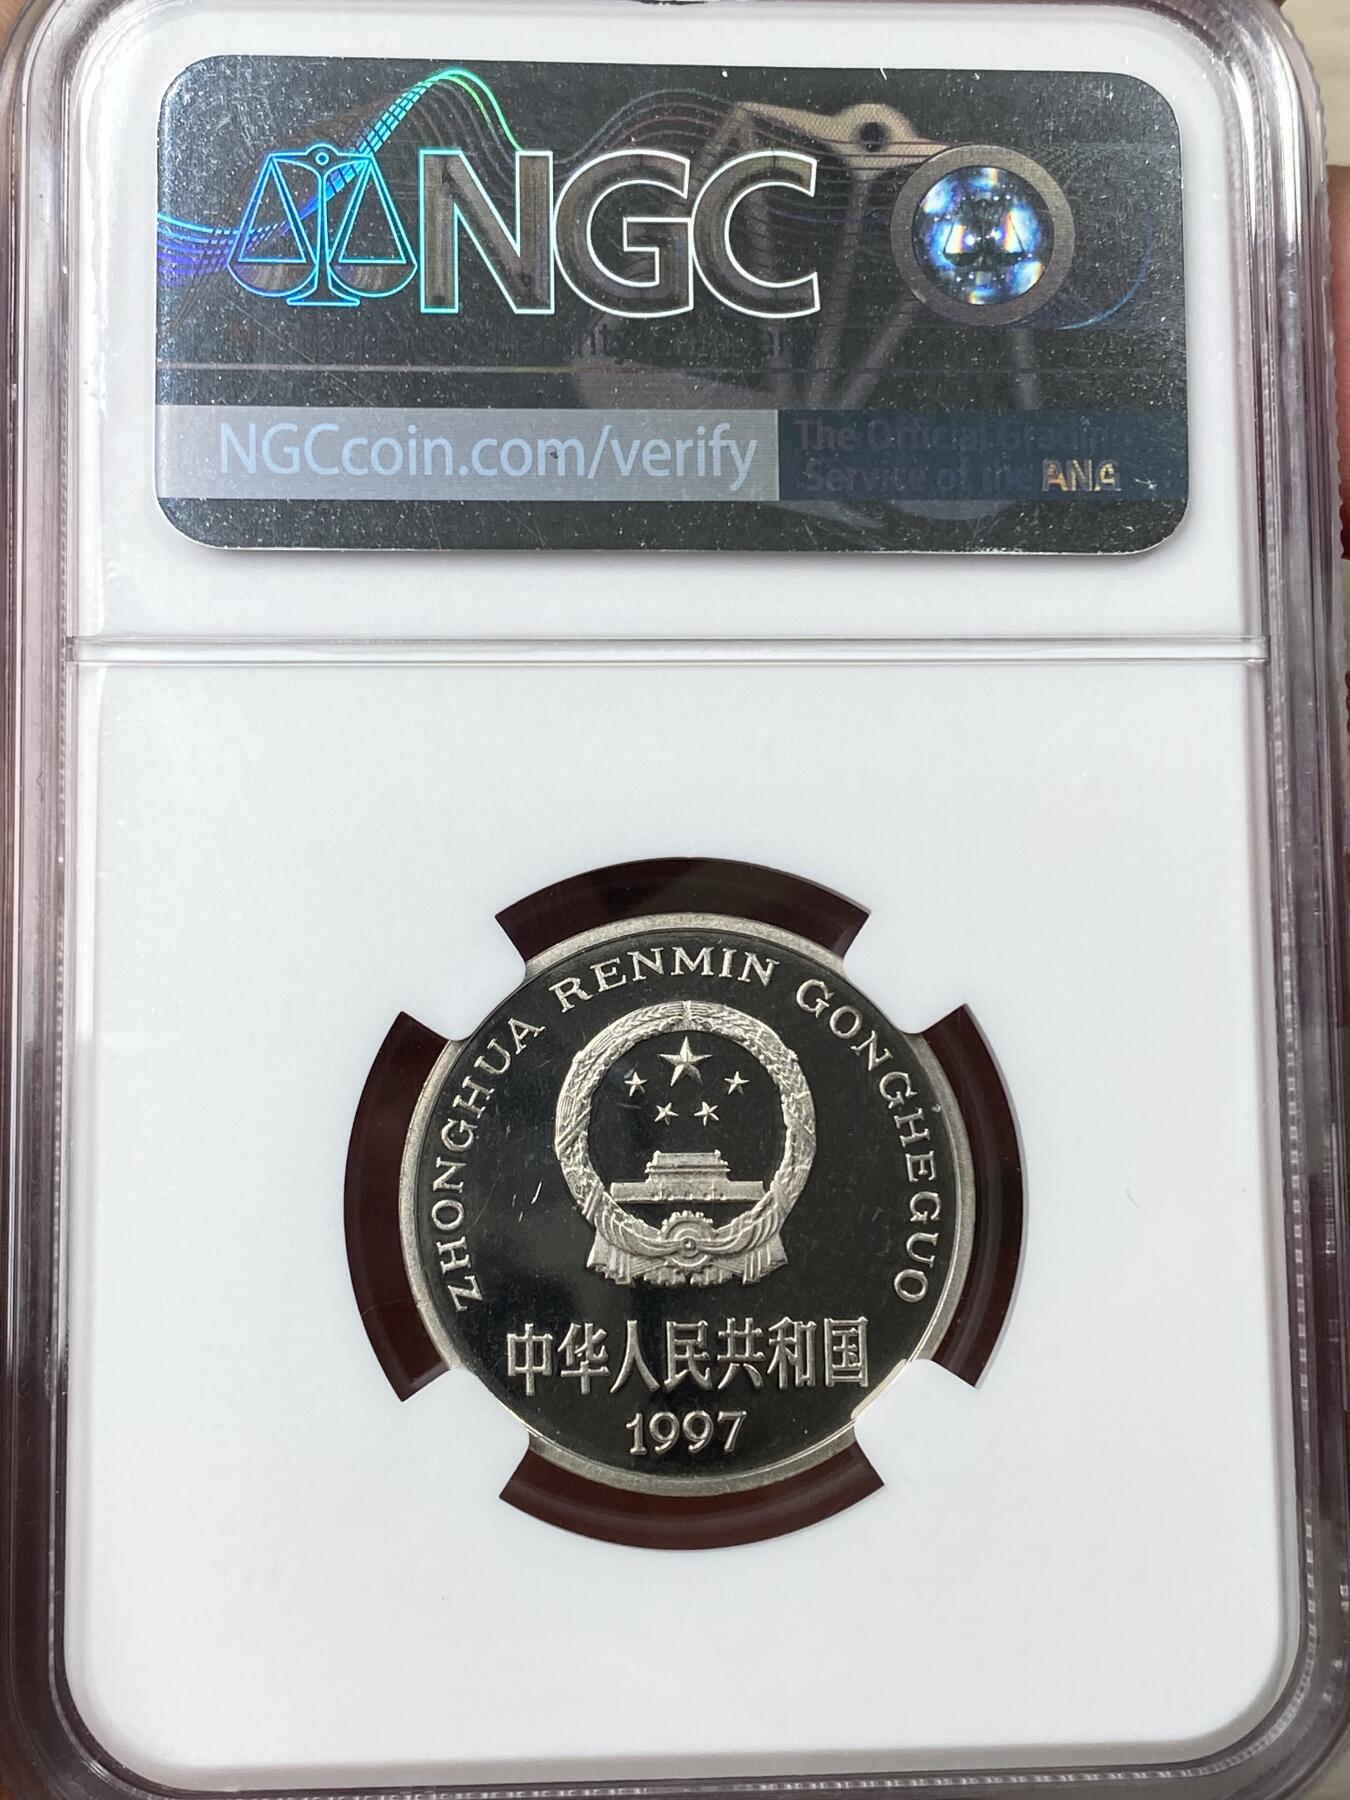 NGC
NGCcoin.com/verify
The Official Grading
Service of the ANA
ZHONGHUA RENMIN GONGHEGUO
中华人民共和国
1997